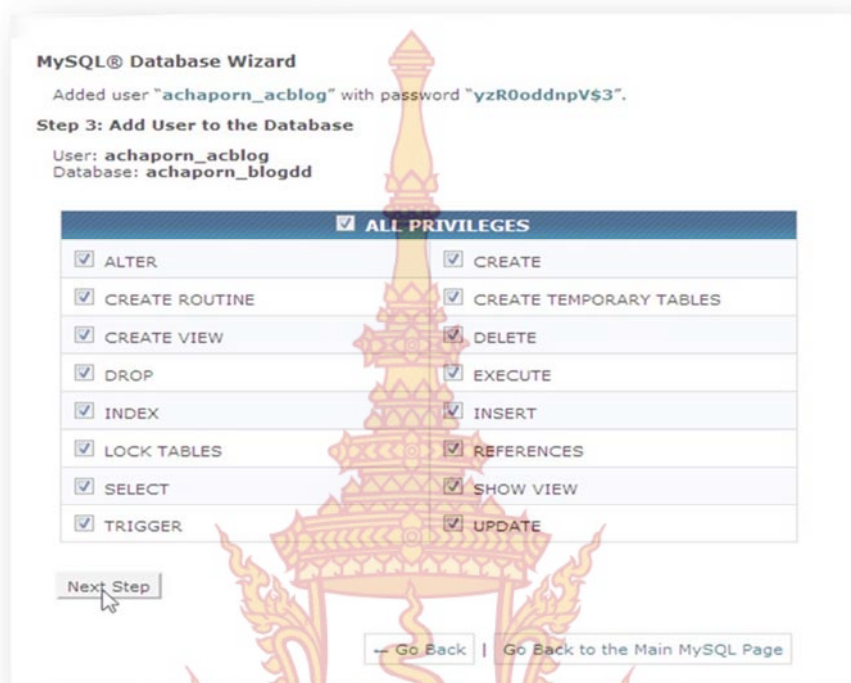 MySQL® Database Wizard
Added user "achaporn_acblog" with password "yzR0oddnpV$3".
Step 3: Add User to the Database
User: achaporn_acblog
Database: achaporn_blogdd
ALL PRIVILEGES
ALTER CREATE
CREATE ROUTINE CREATE TEMPORARY TABLES
CREATE VIEW DELETE
DROP EXECUTE
INDEX INSERT
LOCK TABLES REFERENCES
SELECT SHOW VIEW
TRIGGER UPDATE
Next Step
← Go Back | Go Back to the Main MySQL Page